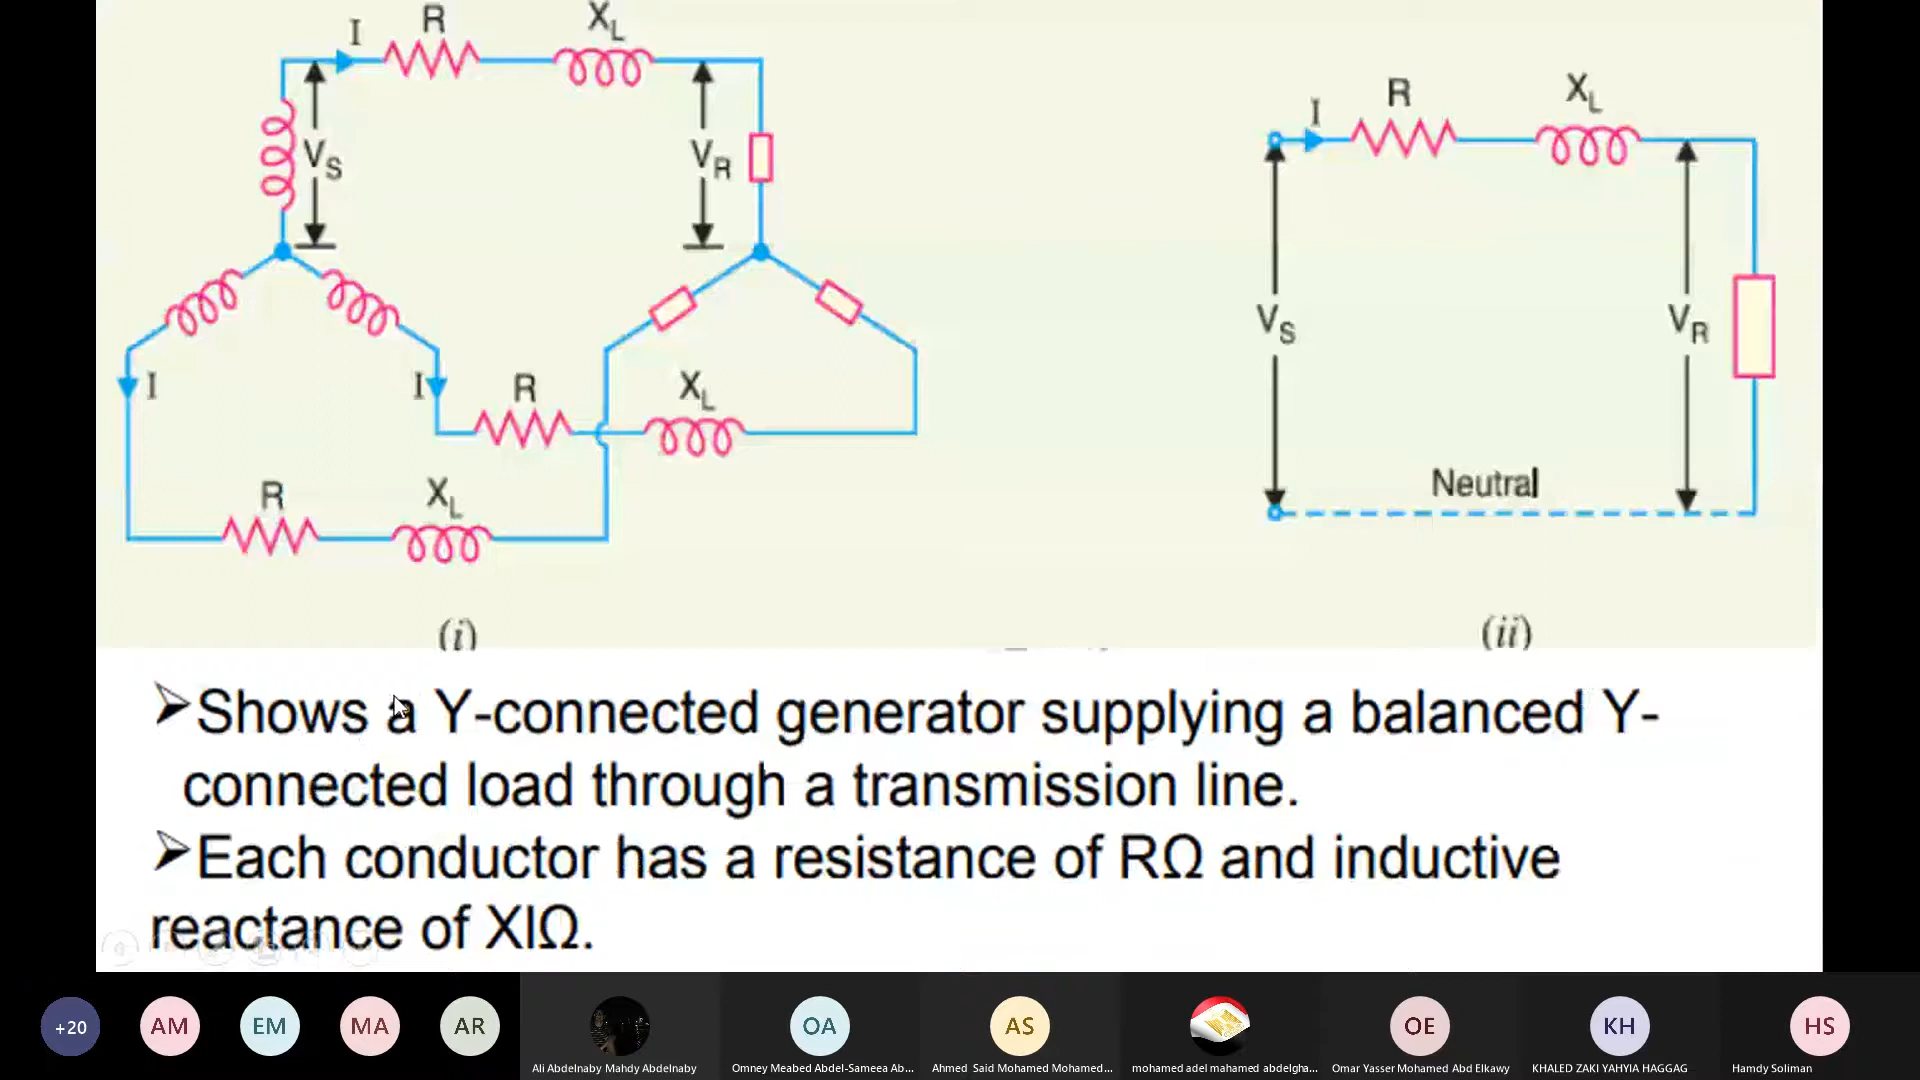 I R XL
VS VR
I I R XL
R XL
(i)
I R XL
VS VR
Neutral
(ii)
➢Shows a Y-connected generator supplying a balanced Y-
connected load through a transmission line.
➢Each conductor has a resistance of RΩ and inductive
reactance of XlΩ.
+20 AM EM MA AR OA AS OE KH HS
Ali Abdelnaby Mahdy Abdelnaby
Omney Meabed Abdel-Sameea Ab...
Ahmed Said Mohamed Mohamed...
mohamed adel mahamed abdelgha...
Omar Yasser Mohamed Abd Elkawy
KHALED ZAKI YAHYIA HAGGAG
Hamdy Soliman